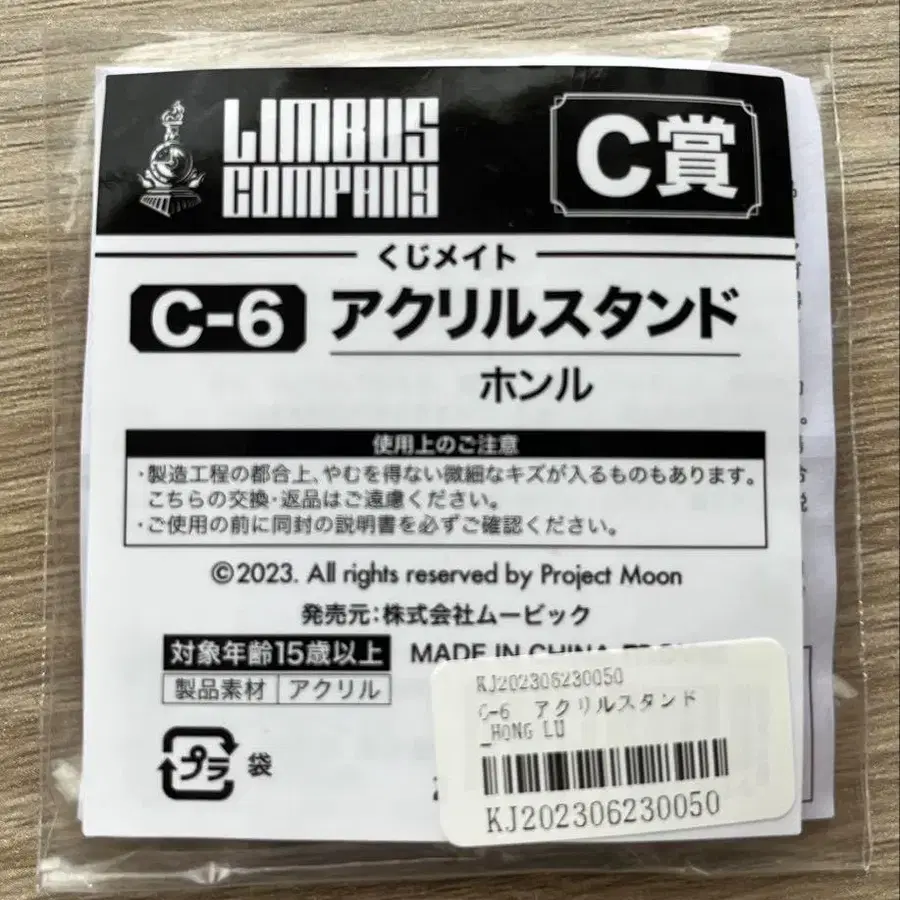 LIMBUS
COMPANY
C賞
くじメイト
C-6 アクリルスタンド
ホンル
使用上のご注意
・製造工程の都合上、やむを得ない微細なキズが入るものもあります。
こちらの交換・返品はご遠慮ください。
・ご使用の前に同封の説明書を必ずご確認ください。
©2023. All rights reserved by Project Moon
発売元:株式会社ムービック
対象年齢15歳以上 MADE IN CHINA
製品素材 アクリル
プラ 袋
KJ202306230050
C-6 アクリルスタンド
_HONG LU
KJ202306230050